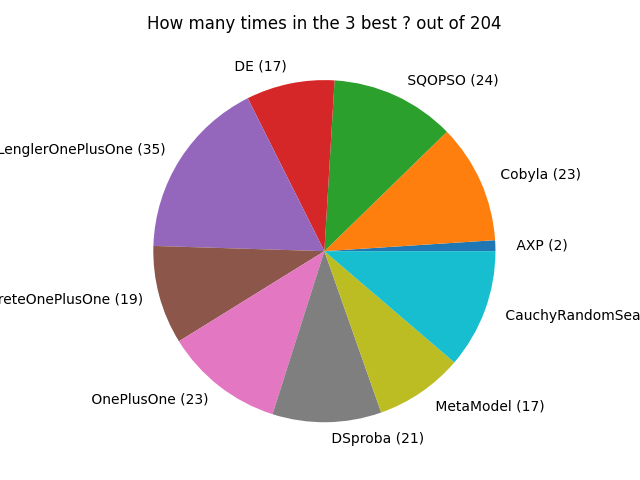 How many times in the 3 best ? out of 204
DE (17)
SQOPSO (24)
LenglerOnePlusOne (35)
Cobyla (23)
AXP (2)
reteOnePlusOne (19)
CauchyRandomSea
OnePlusOne (23)
MetaModel (17)
DSproba (21)